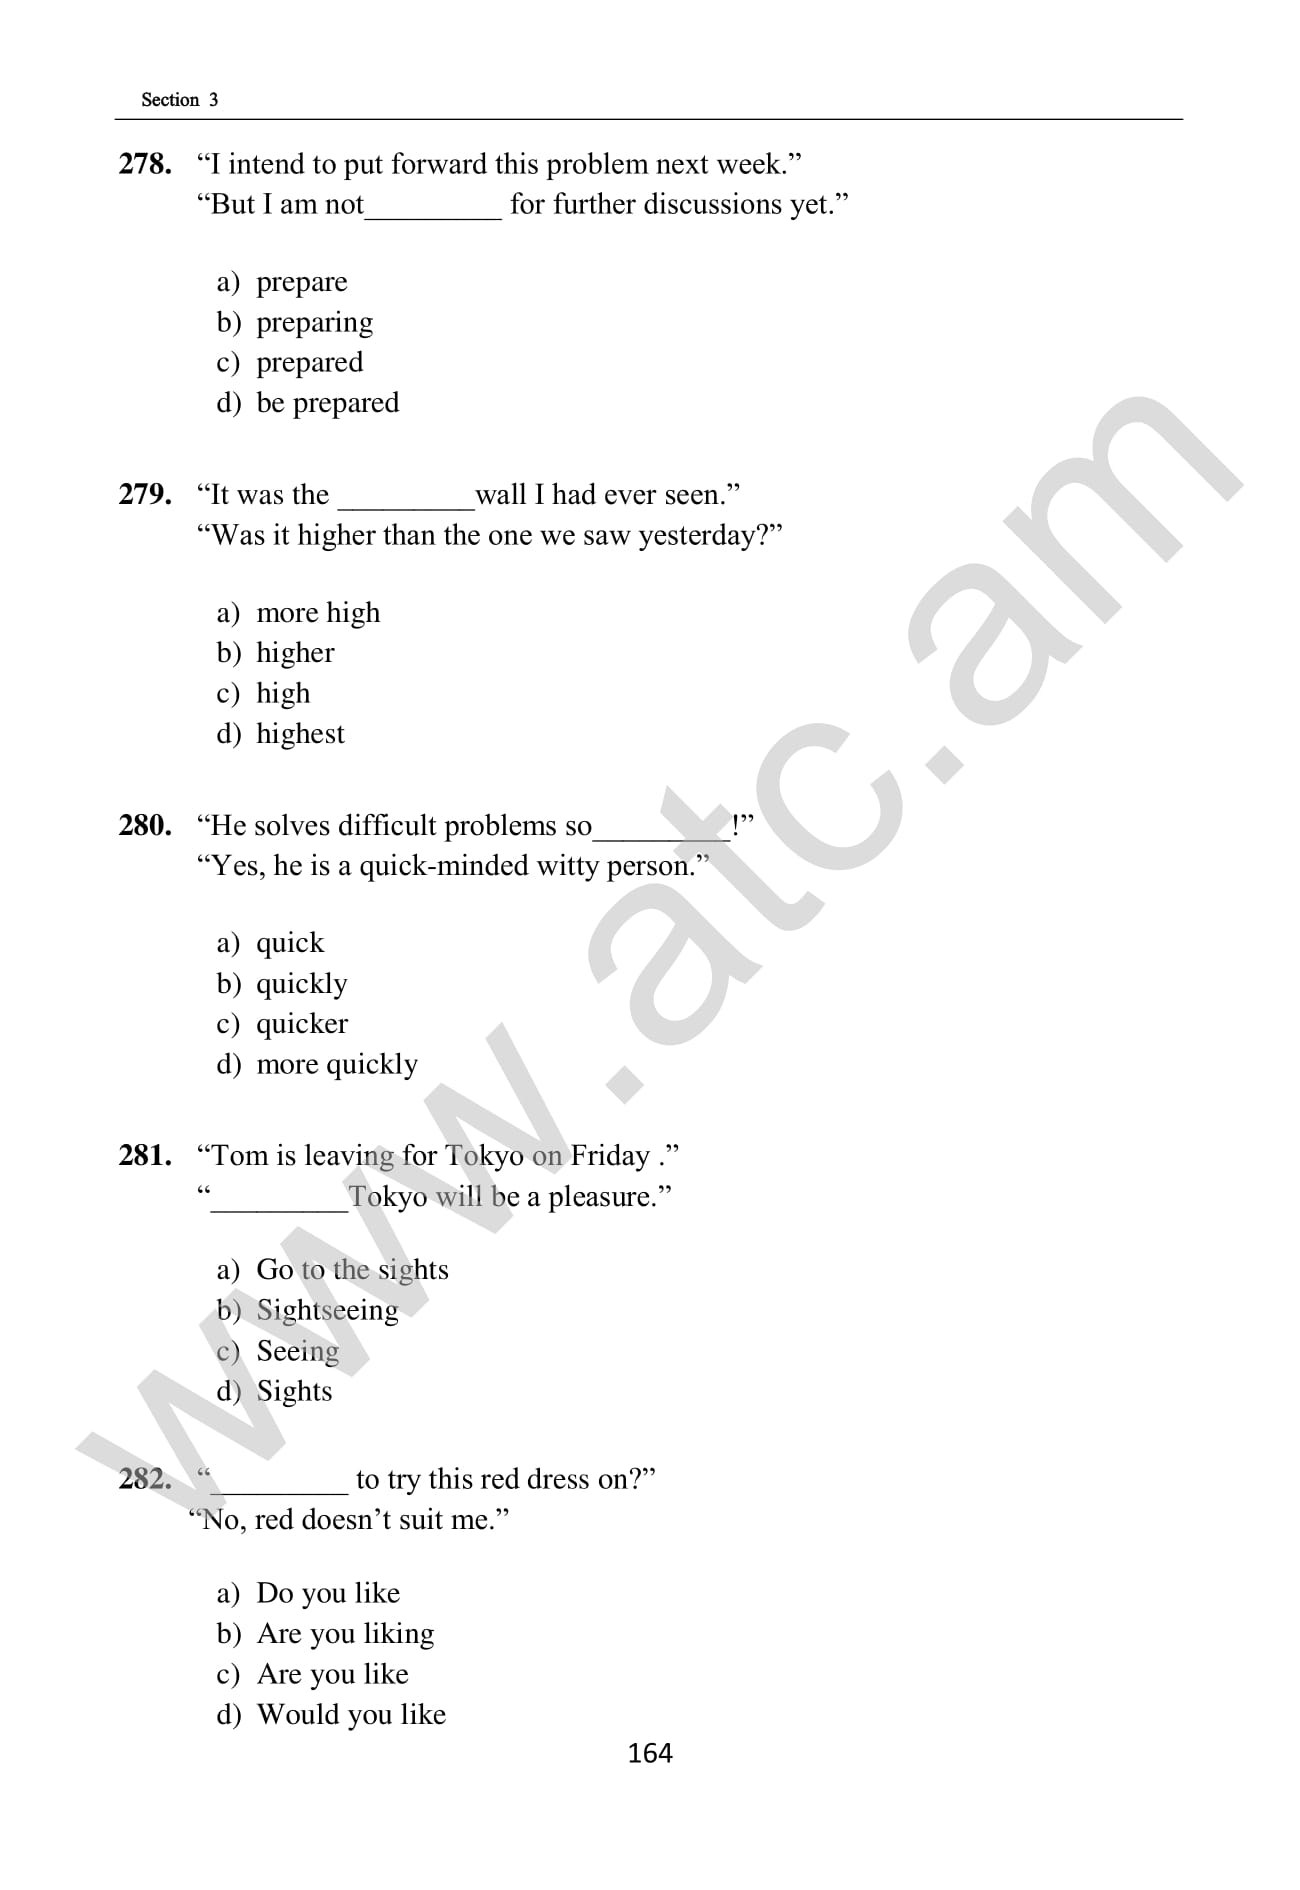 Section 3
278. “I intend to put forward this problem next week.”
“But I am not_________ for further discussions yet.”
a) prepare
b) preparing
c) prepared
d) be prepared
279. “It was the _________wall I had ever seen.”
“Was it higher than the one we saw yesterday?”
a) more high
b) higher
c) high
d) highest
280. “He solves difficult problems so_________!”
“Yes, he is a quick-minded witty person.”
a) quick
b) quickly
c) quicker
d) more quickly
281. “Tom is leaving for Tokyo on Friday .”
“_________Tokyo will be a pleasure.”
a) Go to the sights
b) Sightseeing
c) Seeing
d) Sights
282. “_________ to try this red dress on?”
“No, red doesn’t suit me.”
a) Do you like
b) Are you liking
c) Are you like
d) Would you like
164
www.atc.am